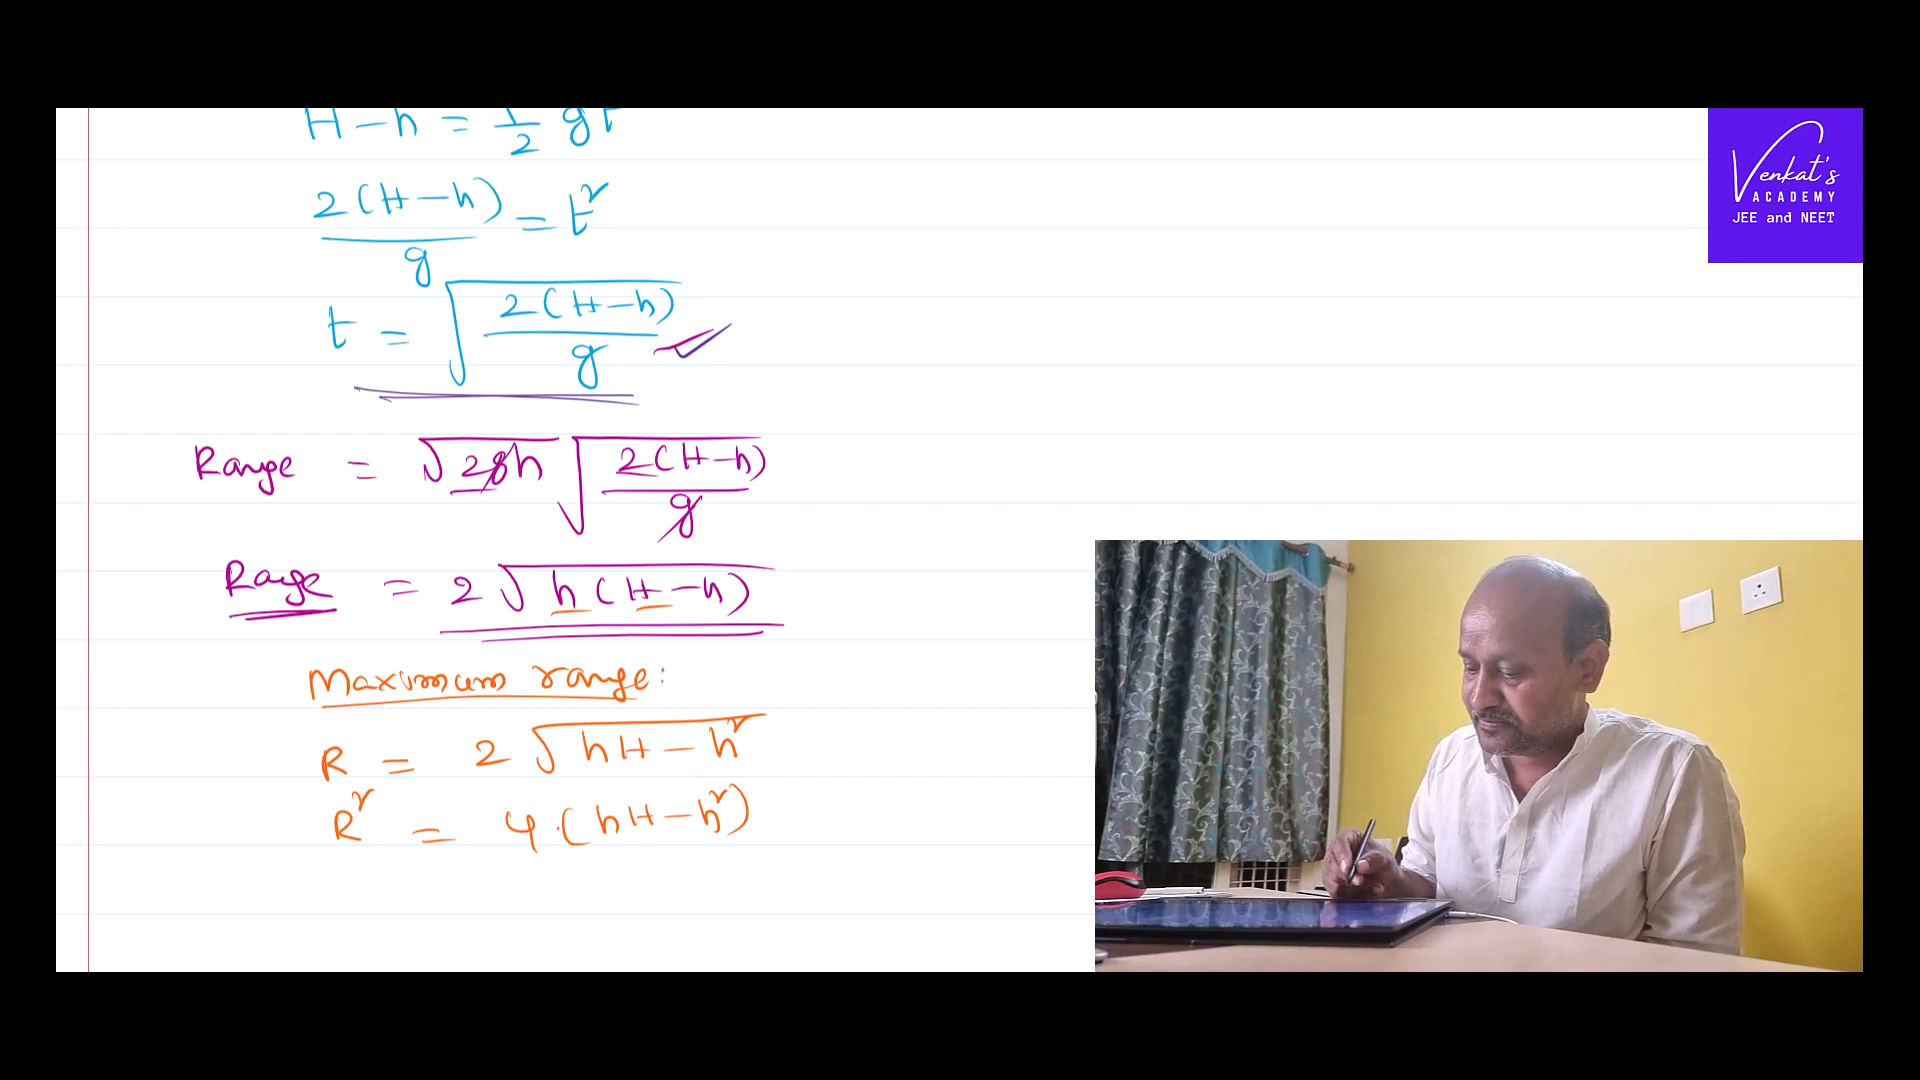 H - h = 1/2 gt
2(H-h)/g = t²
t = √(2(H-h)/g)
Range = √2gh √(2(H-h)/g)
Range = 2√h(H-h)
Maximum range:
R = 2√hH-h²
R² = 4.(hH-h²)
Venkat's
ACADEMY
JEE and NEET